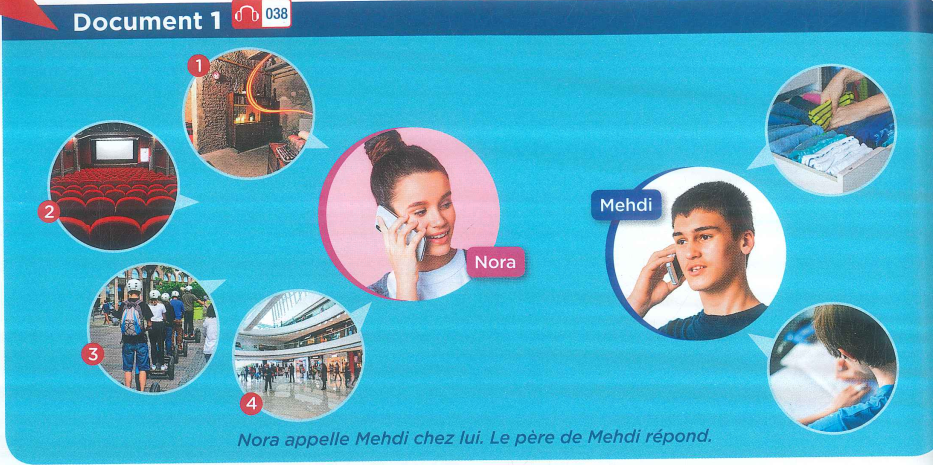 Document 1 038
1
2
Mehdi
Nora
3
4
Nora appelle Mehdi chez lui. Le père de Mehdi répond.